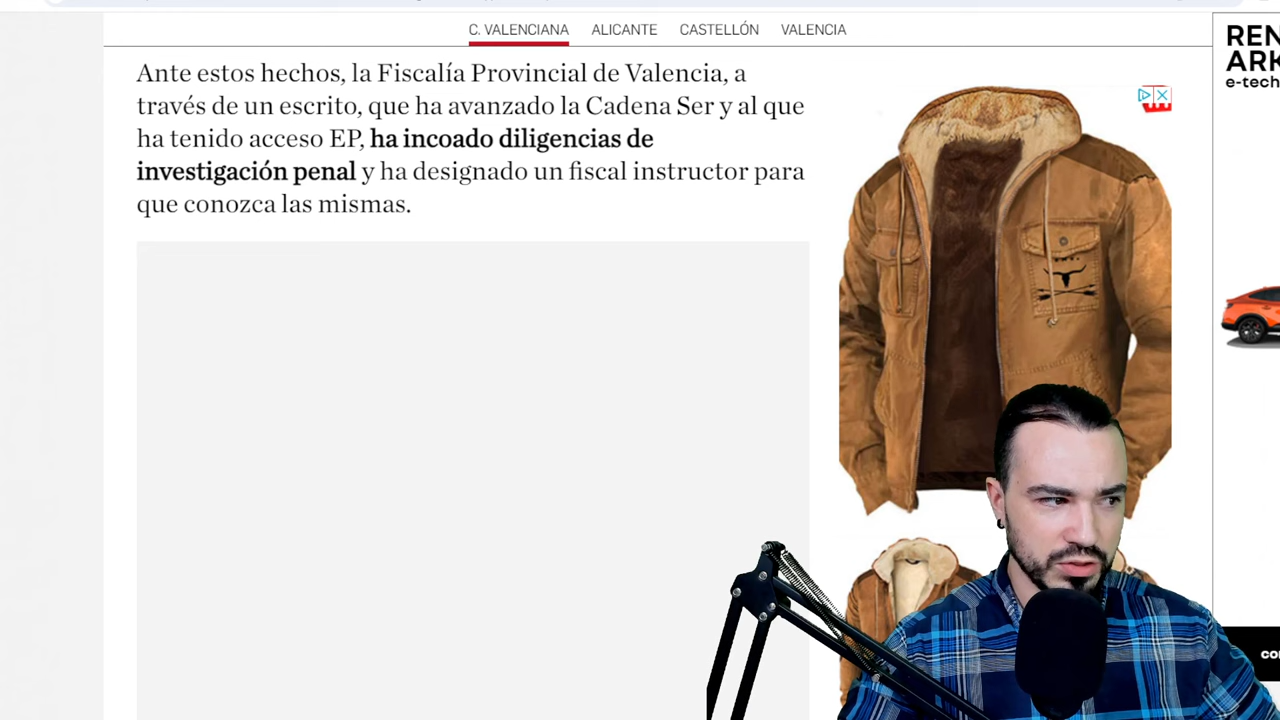 C. VALENCIANA ALICANTE CASTELLÓN VALENCIA
Ante estos hechos, la Fiscalía Provincial de Valencia, a
través de un escrito, que ha avanzado la Cadena Ser y al que
ha tenido acceso EP, ha incoado diligencias de
investigación penal y ha designado un fiscal instructor para
que conozca las mismas.
REN
ARK
e-tech